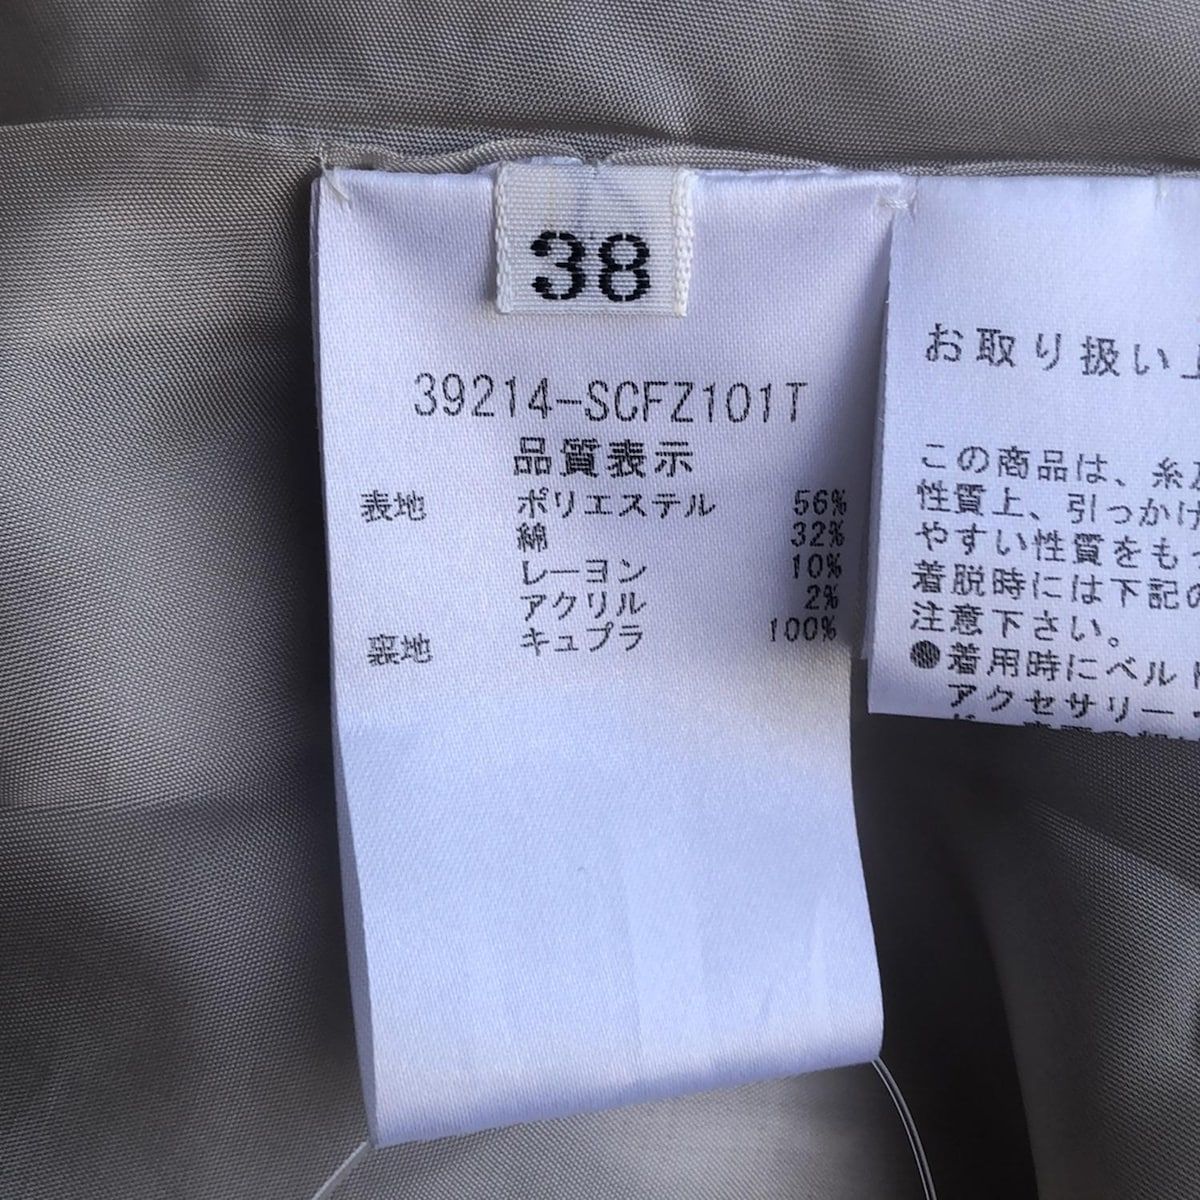 38
39214-SCFZ101T
品質表示
表地 ポリエステル 56%
綿 32%
レーヨン 10%
アクリル 2%
裏地 キュプラ 100%
お取り扱い
この商品は、糸
性質上、引っかけ
やすい性質をもっ
着脱時には下記の
注意下さい。
●着用時にベルト
アクセサリー